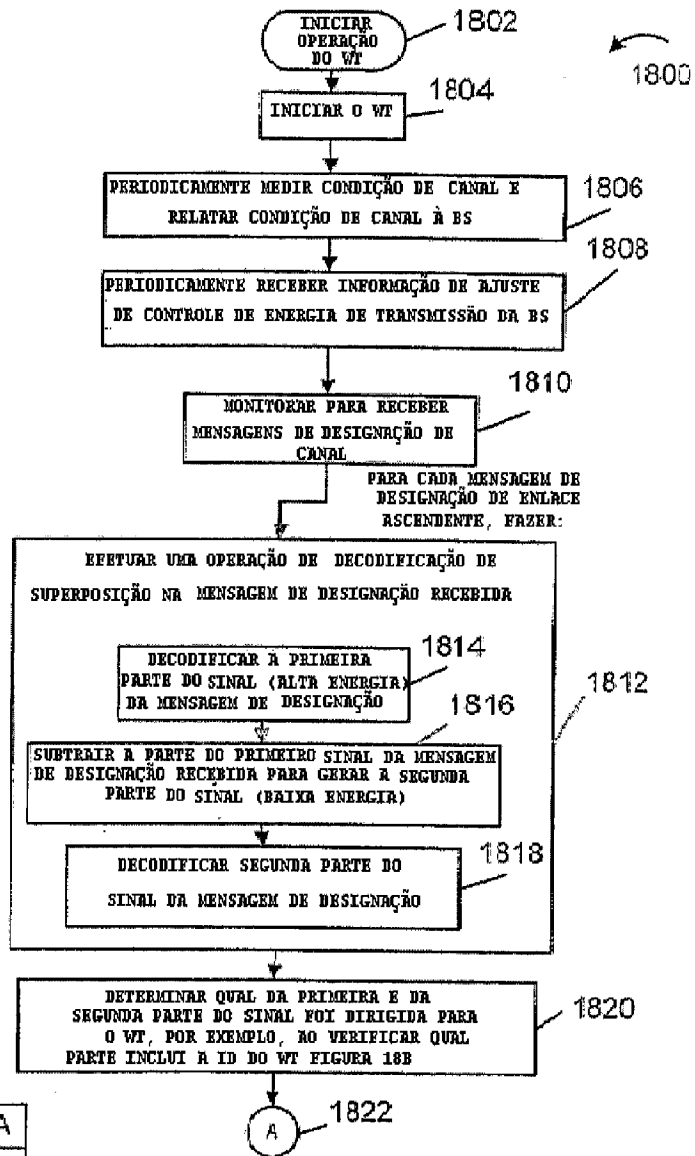 INICIAR
OPERAÇÃO
DO WT
1802
1800
1804
INICIAR O WT
PERIODICAMENTE MEDIR CONDIÇÃO DE CANAL E
RELATAR CONDIÇÃO DE CANAL À BS
1806
1808
PERIODICAMENTE RECEBER INFORMAÇÃO DE AJUSTE
DE CONTROLE DE ENERGIA DE TRANSMISSÃO DA BS
1810
MONITORAR PARA RECEBER
MENSAGENS DE DESIGNAÇÃO DE
CANAL
PARA CADA MENSAGEM DE
DESIGNAÇÃO DE ENLACE
ASCENDENTE, FAZER:
EFETUAR UMA OPERAÇÃO DE DECODIFICAÇÃO DE
SUPERPOSIÇÃO NA MENSAGEM DE DESIGNAÇÃO RECEBIDA
1812
1814
DECODIFICAR A PRIMEIRA
PARTE DO SINAL (ALTA ENERGIA)
DA MENSAGEM DE DESIGNAÇÃO
1816
SUBTRAIR A PARTE DO PRIMEIRO SINAL DA MENSAGEM
DE DESIGNAÇÃO RECEBIDA PARA GERAR A SEGUNDA
PARTE DO SINAL (BAIXA ENERGIA)
1818
DECODIFICAR SEGUNDA PARTE DO
SINAL DA MENSAGEM DE DESIGNAÇÃO
DETERMINAR QUAL DA PRIMEIRA E DA
SEGUNDA PARTE DO SINAL FOI DIRIGIDA PARA
O WT, POR EXEMPLO, AO VERIFICAR QUAL
PARTE INCLUI A ID DO WT FIGURA 18B
1820
A
1822
A